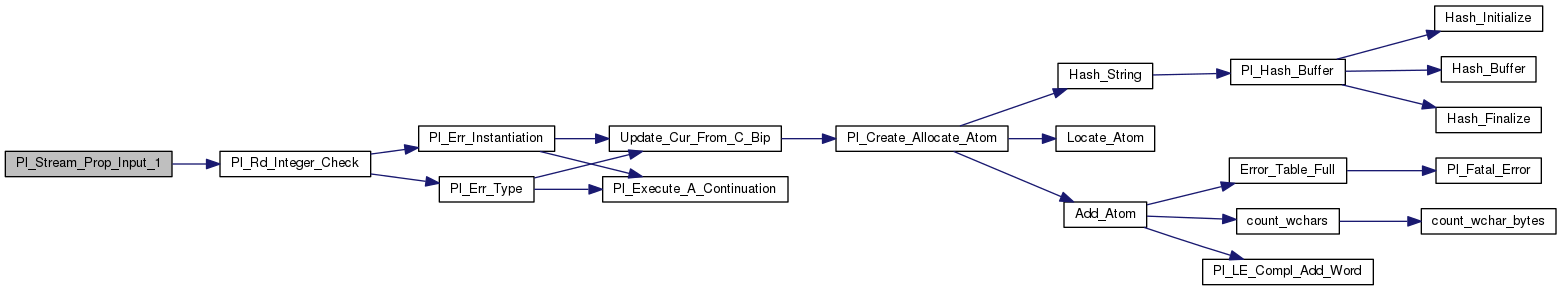 Pl_Stream_Prop_Input_1
Pl_Rd_Integer_Check
Pl_Err_Instantiation
Pl_Err_Type
Update_Cur_From_C_Bip
Pl_Execute_A_Continuation
Pl_Create_Allocate_Atom
Hash_String
Locate_Atom
Add_Atom
Pl_Hash_Buffer
Error_Table_Full
count_wchars
Pl_LE_Compl_Add_Word
Hash_Initialize
Hash_Buffer
Hash_Finalize
Pl_Fatal_Error
count_wchar_bytes